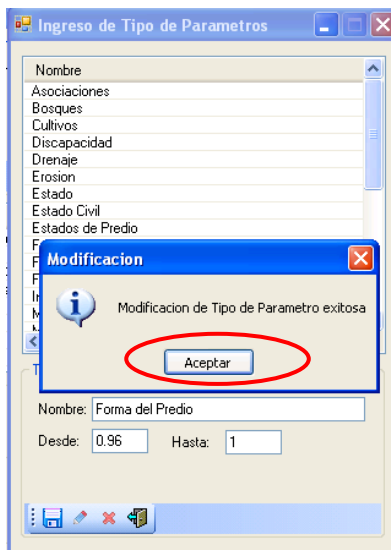 Ingreso de Tipo de Parametros
Nombre
Asociaciones
Bosques
Cultivos
Discapacidad
Drenaje
Erosion
Estado
Estado Civil
Estados de Predio
Modificacion
Modificacion de Tipo de Parametro exitosa
Aceptar
Nombre: Forma del Predio
Desde: 0.96 Hasta: 1